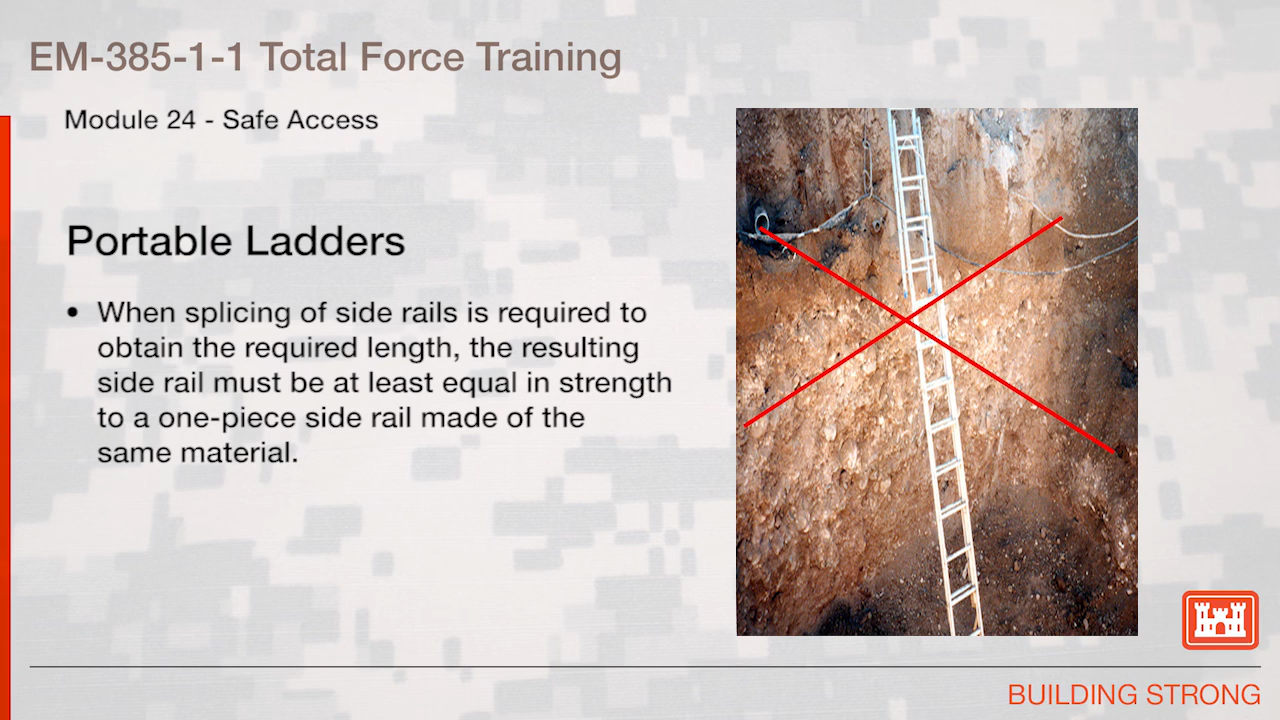 EM-385-1-1 Total Force Training
Module 24 - Safe Access
Portable Ladders
• When splicing of side rails is required to
obtain the required length, the resulting
side rail must be at least equal in strength
to a one-piece side rail made of the
same material.
BUILDING STRONG